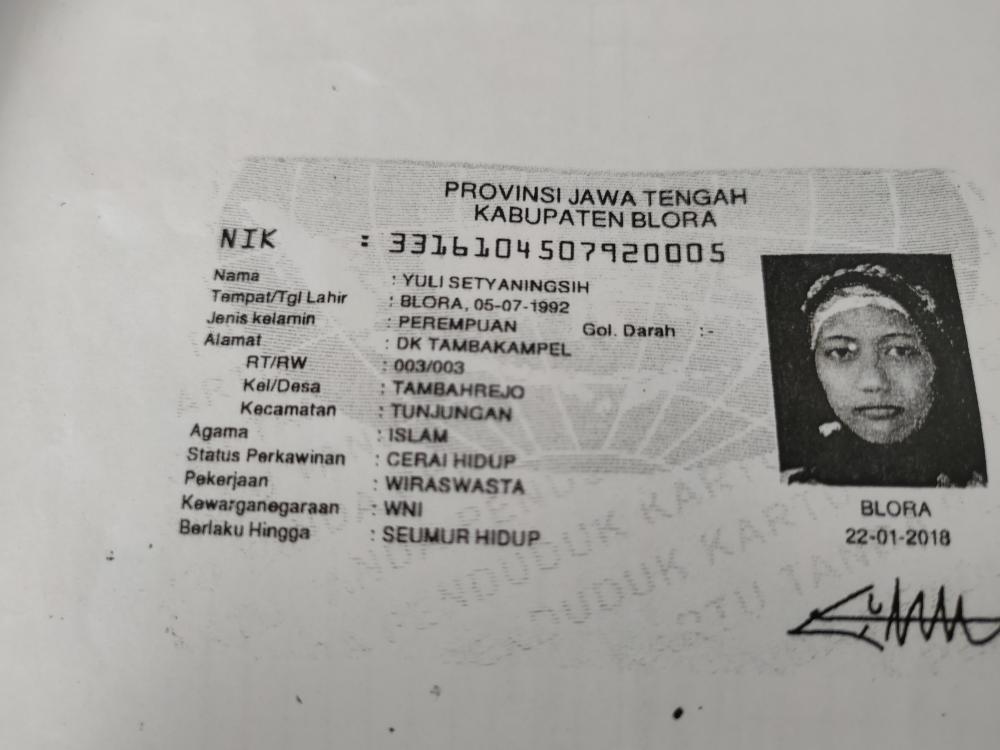 PROVINSI JAWA TENGAH
KABUPATEN BLORA
NIK : 3316104507920005
Nama : YULI SETYANINGSIH
Tempat/Tgl Lahir : BLORA, 05-07-1992
Jenis kelamin : PEREMPUAN Gol. Darah : -
Alamat : DK TAMBAKAMPEL
RT/RW : 003/003
Kel/Desa : TAMBAHREJO
Kecamatan : TUNJUNGAN
Agama : ISLAM
Status Perkawinan : CERAI HIDUP
Pekerjaan : WIRASWASTA
Kewarganegaraan : WNI
Berlaku Hingga : SEUMUR HIDUP
BLORA
22-01-2018